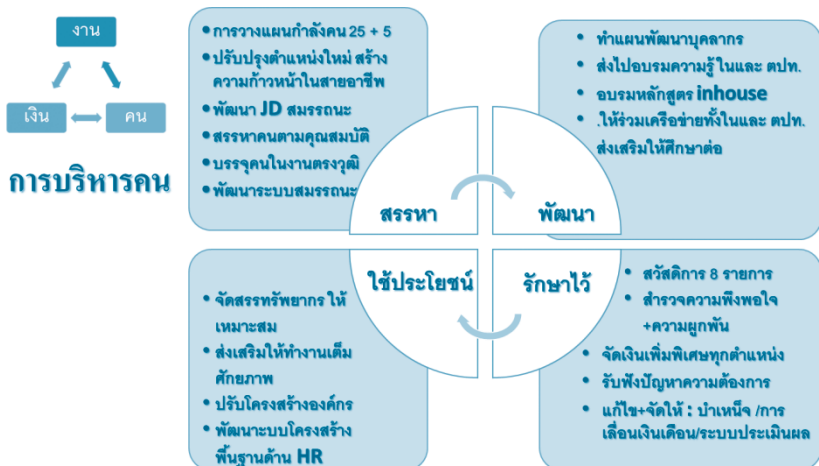 งาน
เงิน
คน
การบริหารคน
• การวางแผนกำลังคน 25 + 5
• ปรับปรุงตำแหน่งใหม่ สร้าง
ความก้าวหน้าในสายอาชีพ
• พัฒนา JD สมรรถนะ
• สรรหาคนตามคุณสมบัติ
• บรรจุคนในงานตรงวุฒิ
• พัฒนาระบบสมรรถนะ
สรรหา
• ทำแผนพัฒนาบุคลากร
• ส่งไปอบรมความรู้ ในและ ตปท.
• อบรมหลักสูตร inhouse
• .ให้ร่วมเครือข่ายทั้งในและ ตปท.
ส่งเสริมให้ศึกษาต่อ
พัฒนา
ใช้ประโยชน์
• จัดสรรทรัพยากร ให้
เหมาะสม
• ส่งเสริมให้ทำงานเต็ม
ศักยภาพ
• ปรับโครงสร้างองค์กร
• พัฒนาะบบโครงสร้าง
พื้นฐานด้าน HR
รักษาไว้
• สวัสดิการ 8 รายการ
• สำรวจความพึงพอใจ
+ความผูกพัน
• จัดเงินเพิ่มพิเศษทุกตำแหน่ง
• รับฟังปัญหาความต้องการ
• แก้ไข+จัดให้ : บำเหน็จ /การ
เลื่อนเงินเดือน/ระบบประเมินผล